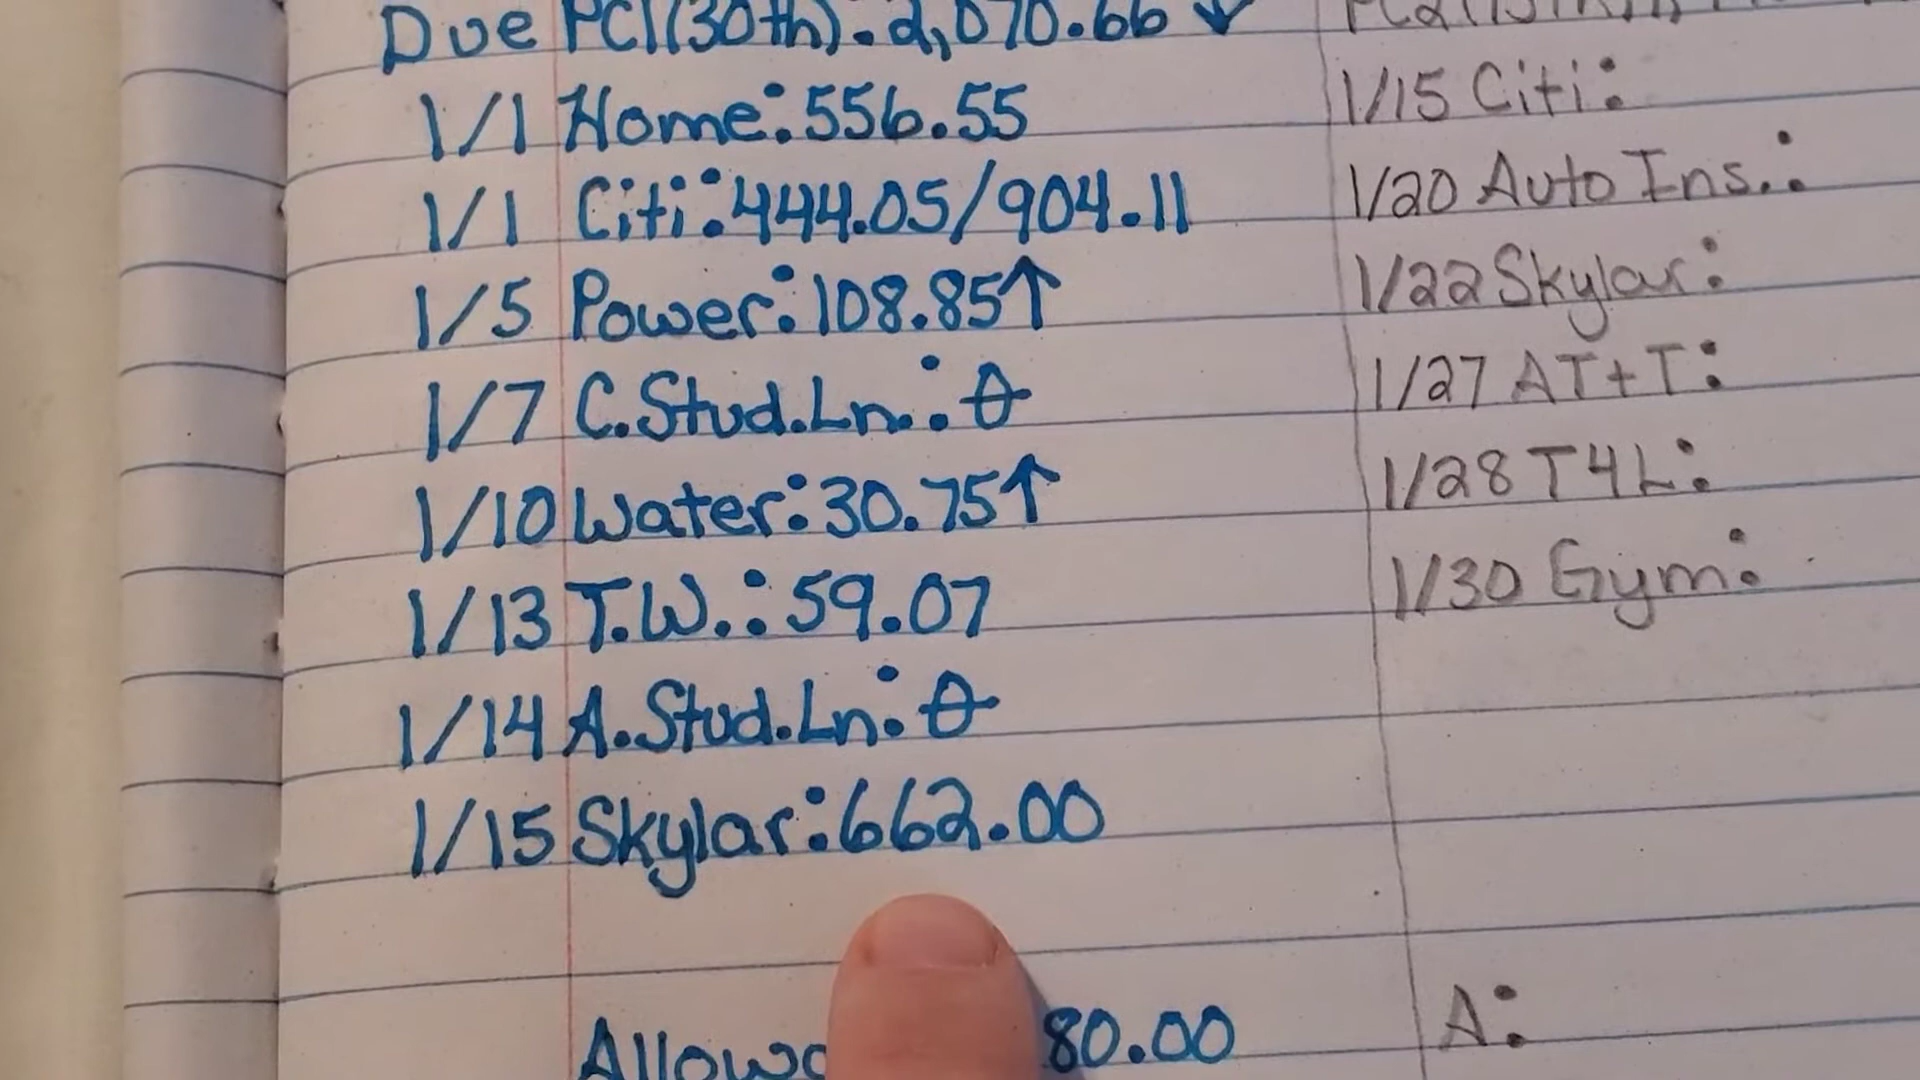 Due PC1(30th): 2,070.66 ↓
1/1 Home: 556.55
1/1 Citi: 444.05/904.11
1/5 Power: 108.85↑
1/7 C.Stud.Ln.: 0
1/10 Water: 30.75↑
1/13 T.W.: 59.07
1/14 A.Stud.Ln: 0
1/15 Skylar: 662.00
80.00
1/15 Citi:
1/20 Auto Ins.:
1/22 Skylar:
1/27 AT+T:
1/28 T4L:
1/30 Gym:
A: